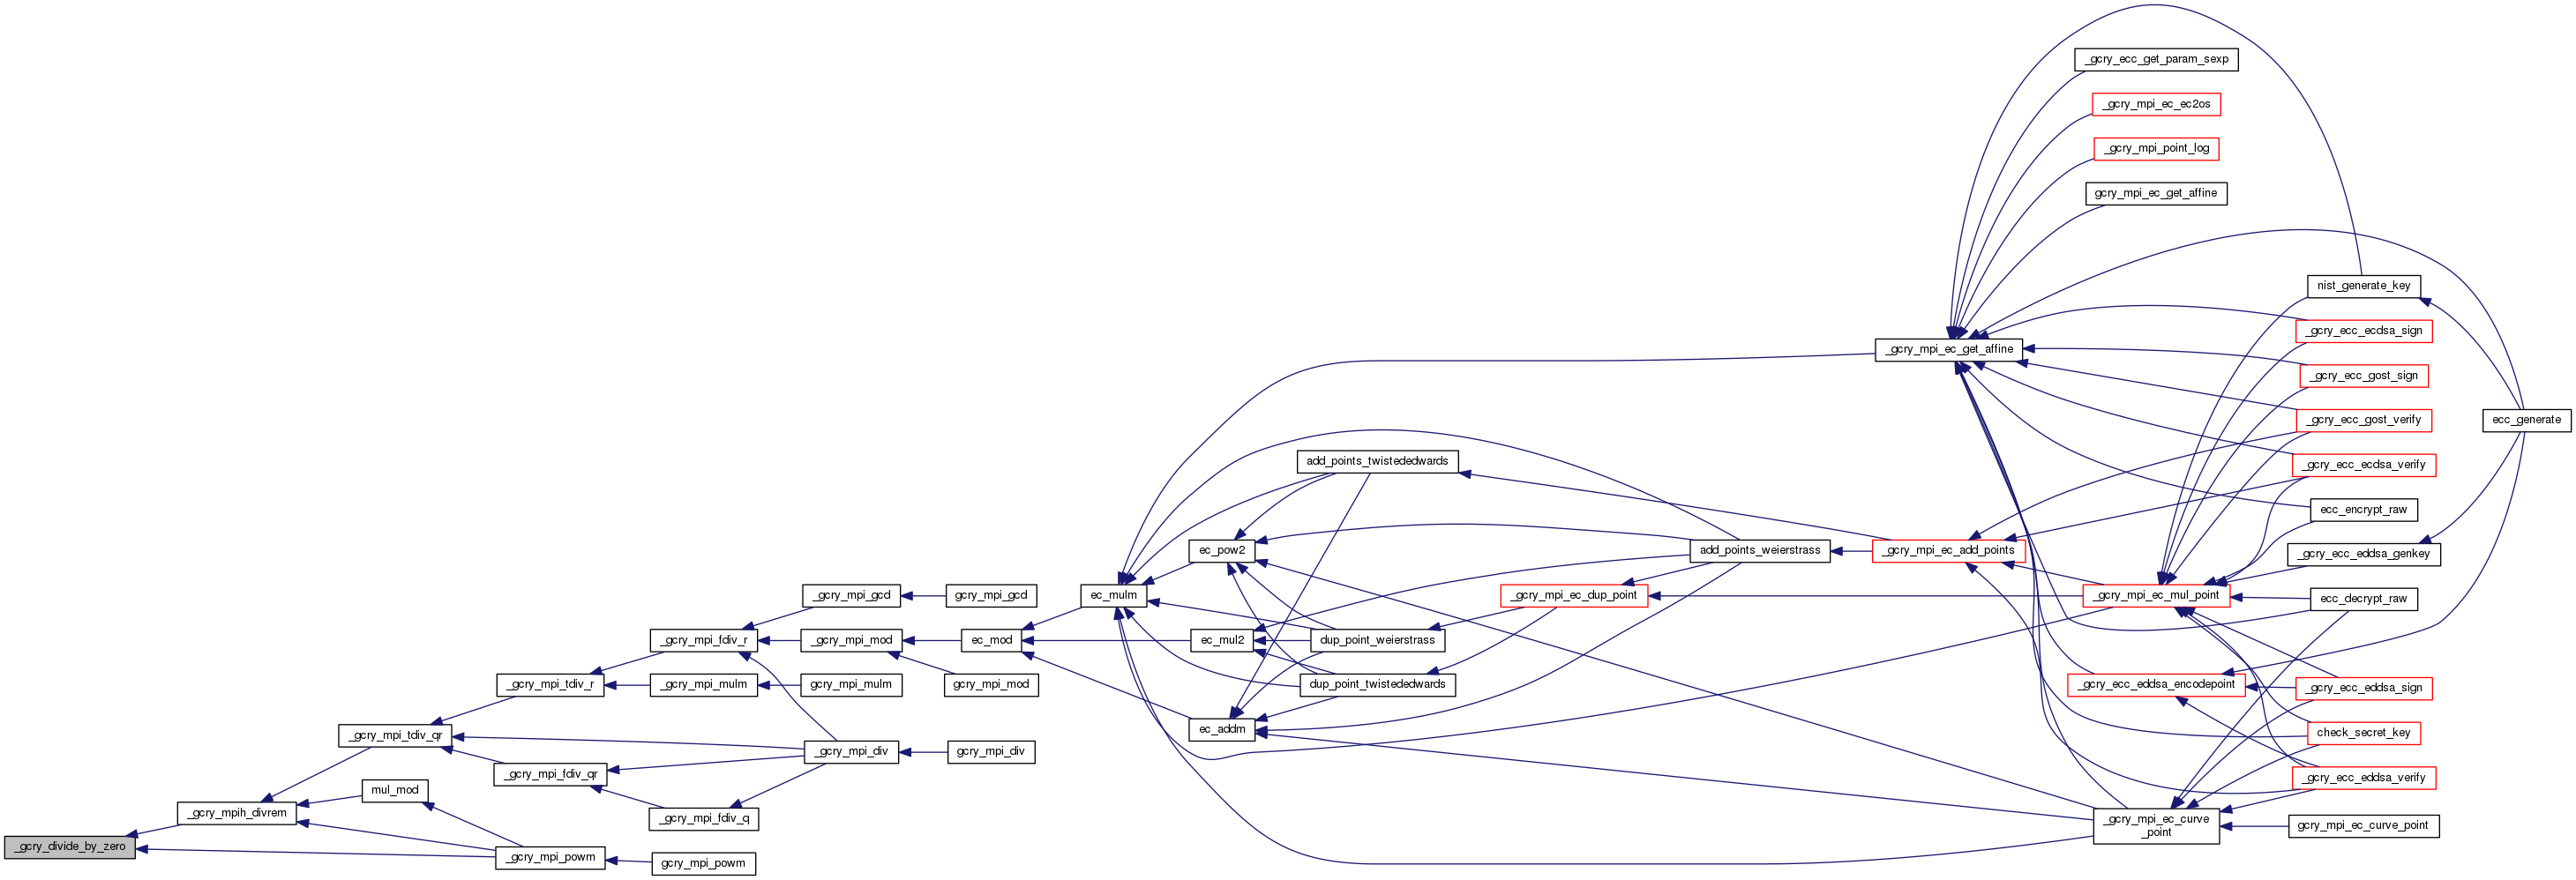 _gcry_divide_by_zero
_gcry_mpih_divrem
_gcry_mpi_tdiv_qr
mul_mod
_gcry_mpi_tdiv_r
_gcry_mpi_fdiv_qr
_gcry_mpi_powm
_gcry_mpi_fdiv_r
_gcry_mpi_mulm
_gcry_mpi_fdiv_q
gcry_mpi_powm
_gcry_mpi_gcd
_gcry_mpi_mod
gcry_mpi_mulm
_gcry_mpi_div
gcry_mpi_gcd
ec_mod
gcry_mpi_mod
gcry_mpi_div
ec_mulm
ec_pow2
ec_mul2
ec_addm
add_points_twistededwards
dup_point_weierstrass
dup_point_twistededwards
_gcry_mpi_ec_dup_point
add_points_weierstrass
_gcry_mpi_ec_get_affine
_gcry_mpi_ec_add_points
_gcry_ecc_get_param_sexp
_gcry_mpi_ec_ec2os
_gcry_mpi_point_log
gcry_mpi_ec_get_affine
_gcry_mpi_ec_mul_point
_gcry_ecc_eddsa_encodepoint
_gcry_mpi_ec_curve
_point
nist_generate_key
_gcry_ecc_ecdsa_sign
_gcry_ecc_gost_sign
_gcry_ecc_gost_verify
_gcry_ecc_ecdsa_verify
ecc_encrypt_raw
_gcry_ecc_eddsa_genkey
ecc_decrypt_raw
_gcry_ecc_eddsa_sign
check_secret_key
_gcry_ecc_eddsa_verify
gcry_mpi_ec_curve_point
ecc_generate